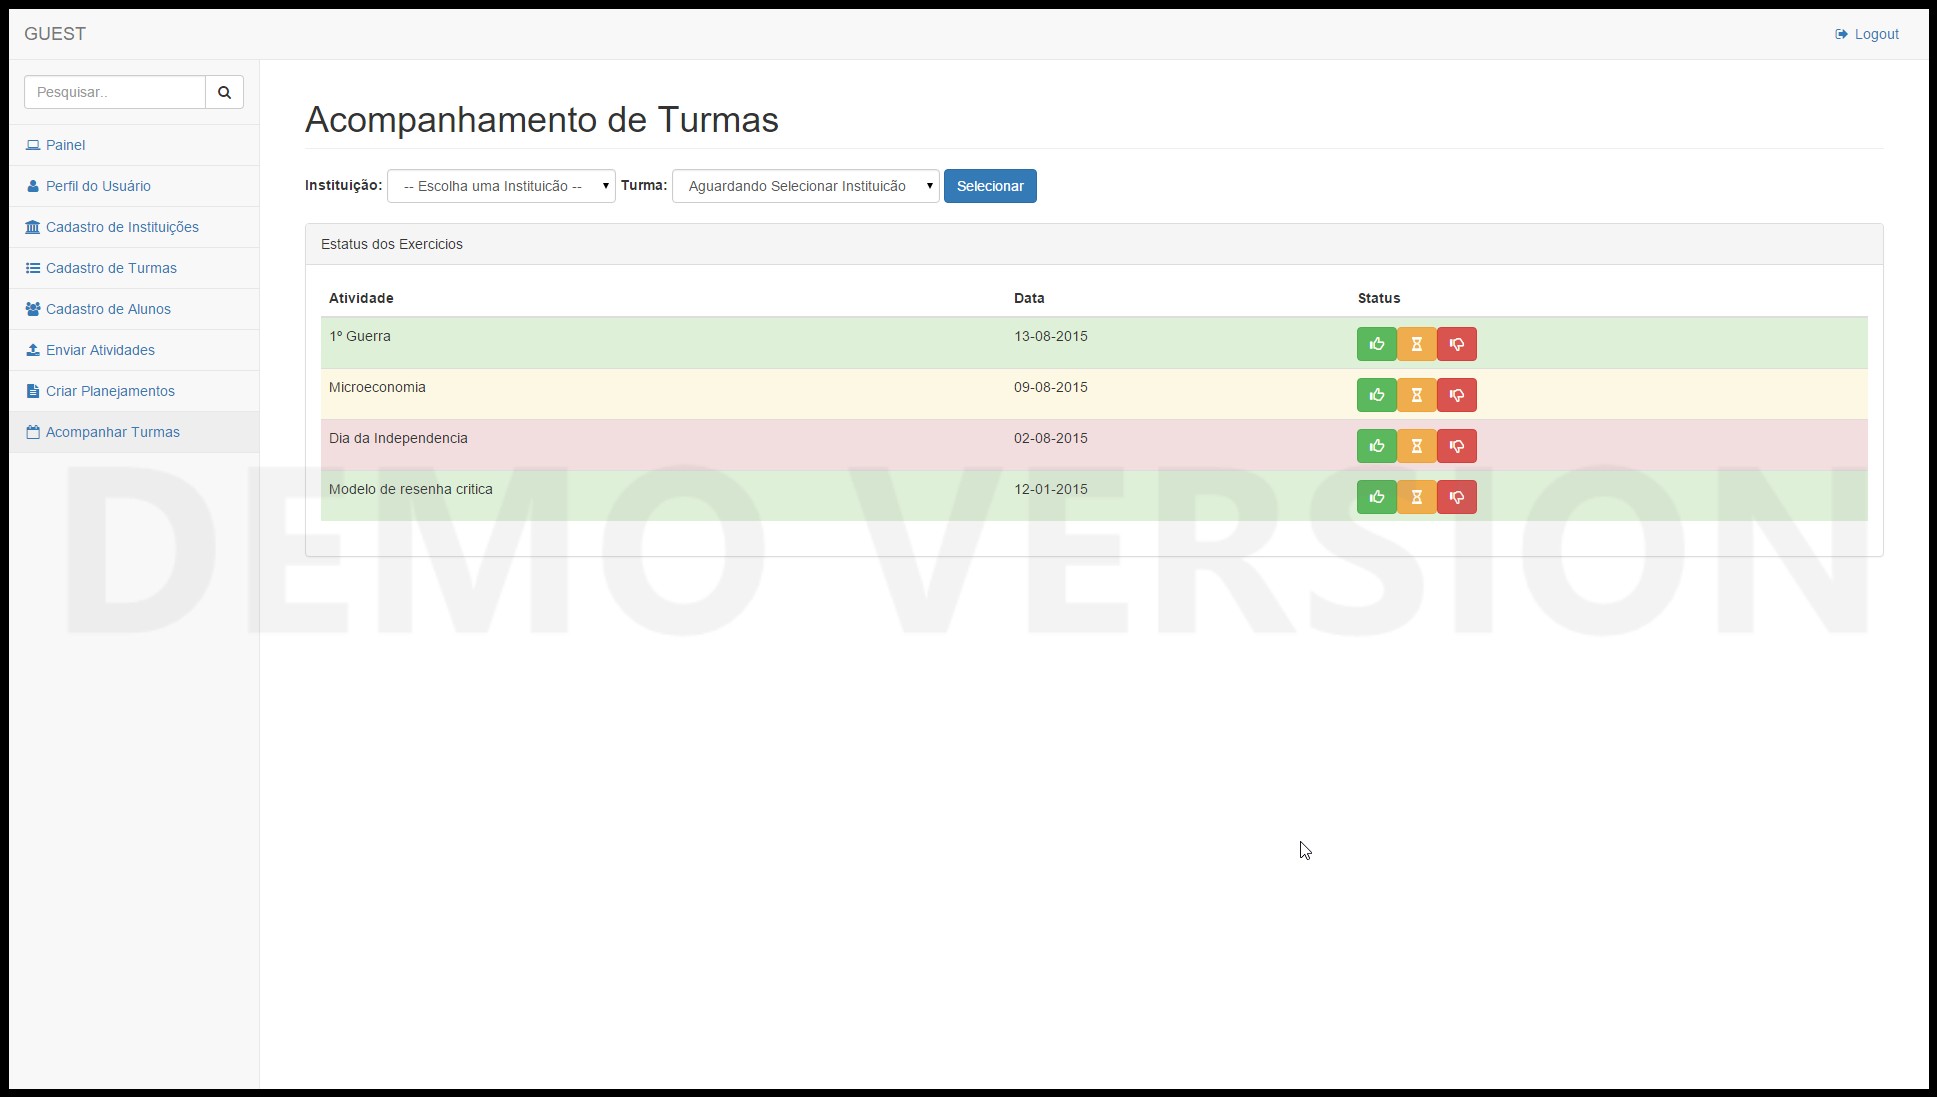 GUEST
Logout
Pesquisar..
Painel
Perfil do Usuário
Cadastro de Instituições
Cadastro de Turmas
Cadastro de Alunos
Enviar Atividades
Criar Planejamentos
Acompanhar Turmas
Acompanhamento de Turmas
Instituição: -- Escolha uma Instituicão -- Turma: Aguardando Selecionar Instituicão Selecionar
Estatus dos Exercicios
Atividade Data Status
1º Guerra 13-08-2015
Microeconomia 09-08-2015
Dia da Independencia 02-08-2015
Modelo de resenha critica 12-01-2015
DEMO VERSION